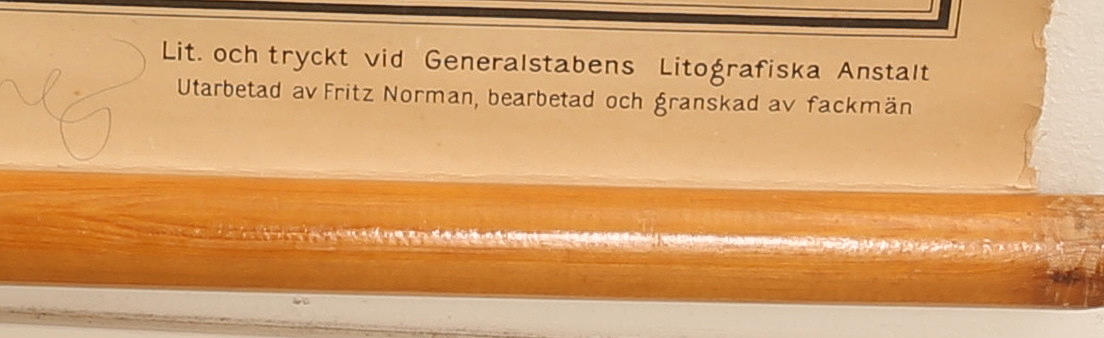 Lit. och tryckt vid Generalstabens Litografiska Anstalt
Utarbetad av Fritz Norman, bearbetad och granskad av fackmän